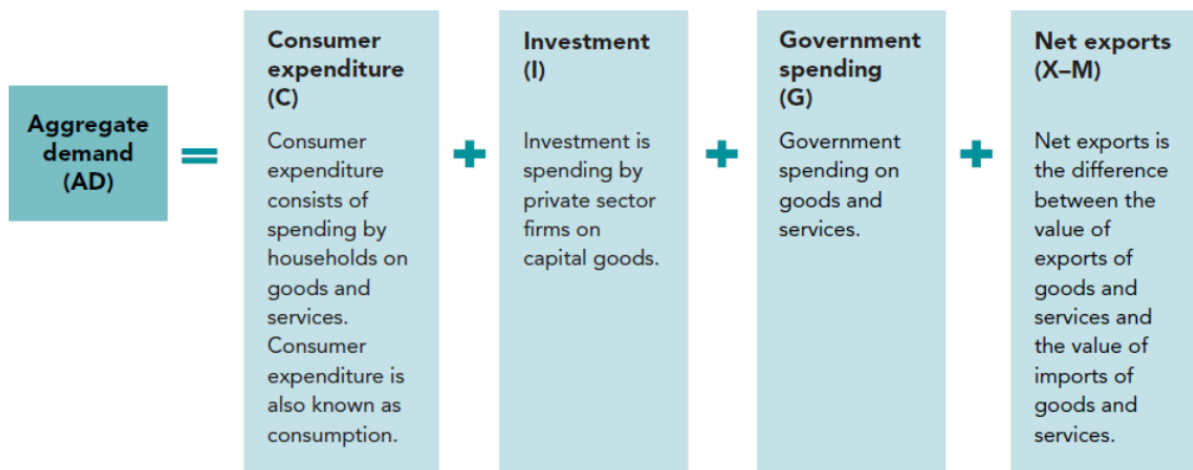 Aggregate
demand
(AD)
=
Consumer
expenditure
(C)
Consumer
expenditure
consists of
spending by
households on
goods and
services.
Consumer
expenditure is
also known as
consumption.
+
Investment
(I)
Investment is
spending by
private sector
firms on
capital goods.
+
Government
spending
(G)
Government
spending on
goods and
services.
+
Net exports
(X–M)
Net exports is
the difference
between the
value of
exports of
goods and
services and
the value of
imports of
goods and
services.